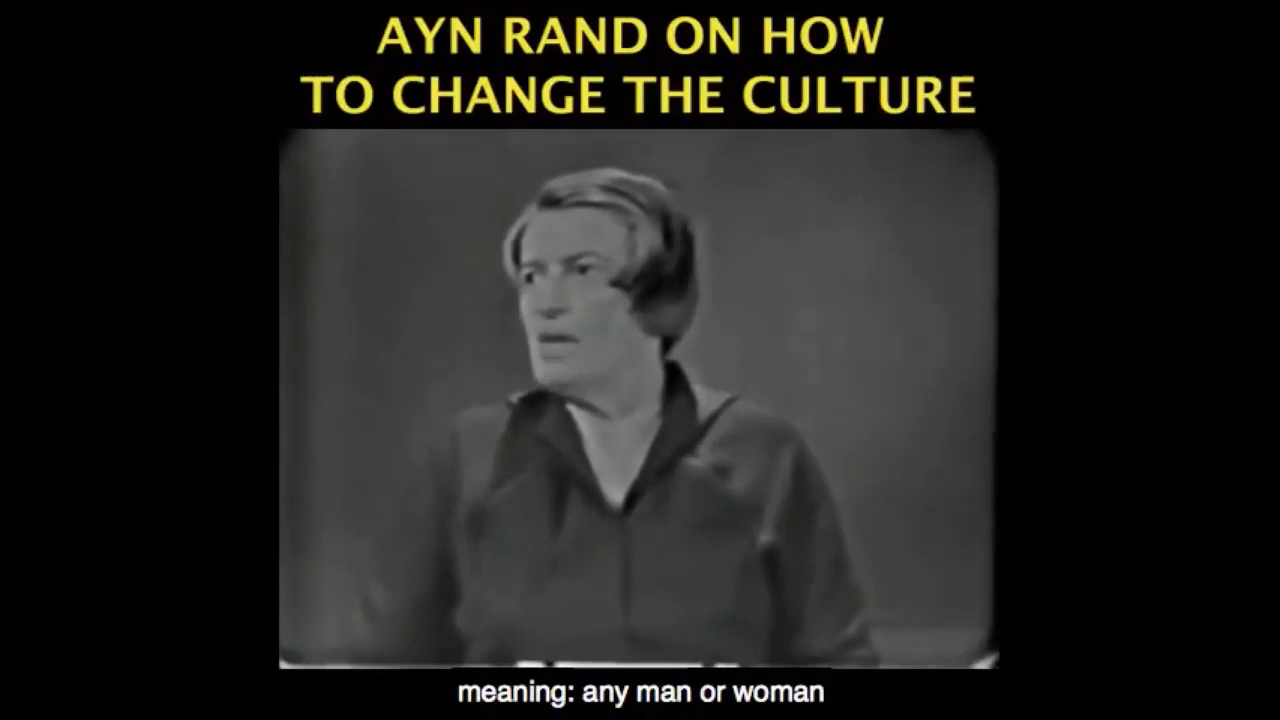 AYN RAND ON HOW
TO CHANGE THE CULTURE
meaning: any man or woman